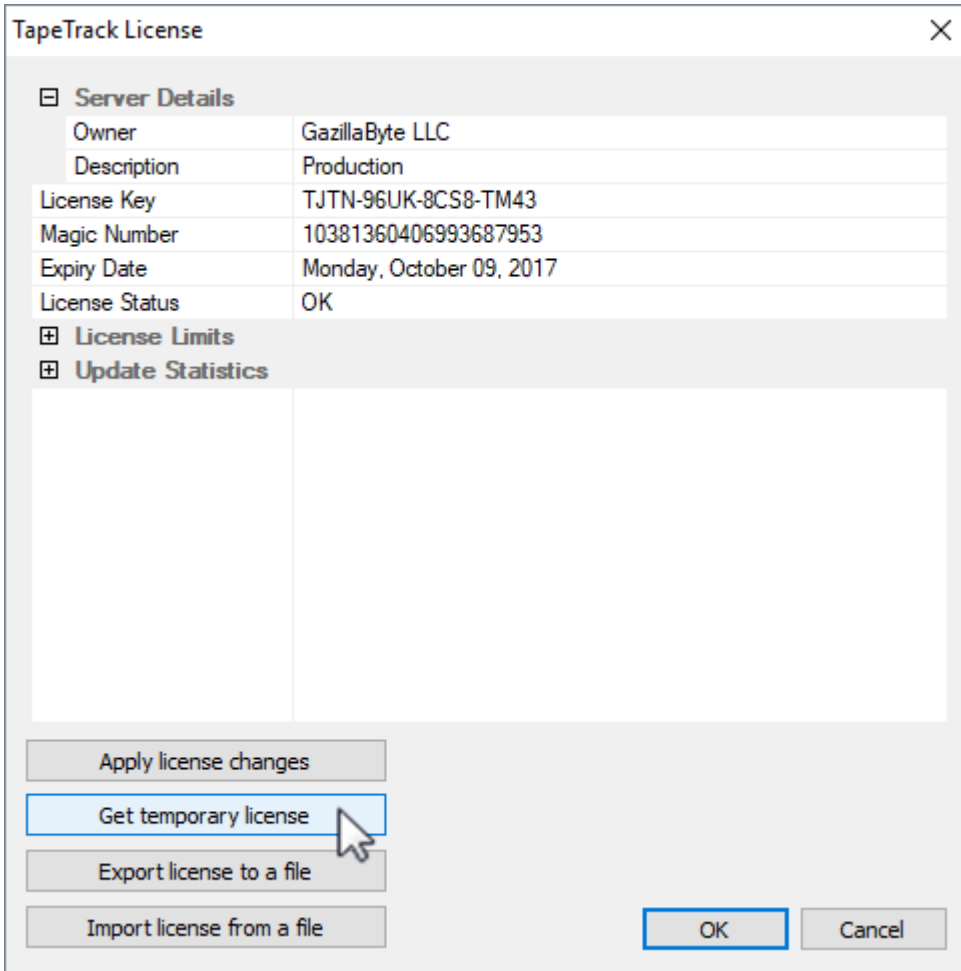 TapeTrack License
Server Details
Owner GazillaByte LLC
Description Production
License Key TJTN-96UK-8CS8-TM43
Magic Number 10381360406993687953
Expiry Date Monday, October 09, 2017
License Status OK
License Limits
Update Statistics
Apply license changes
Get temporary license
Export license to a file
Import license from a file
OK Cancel